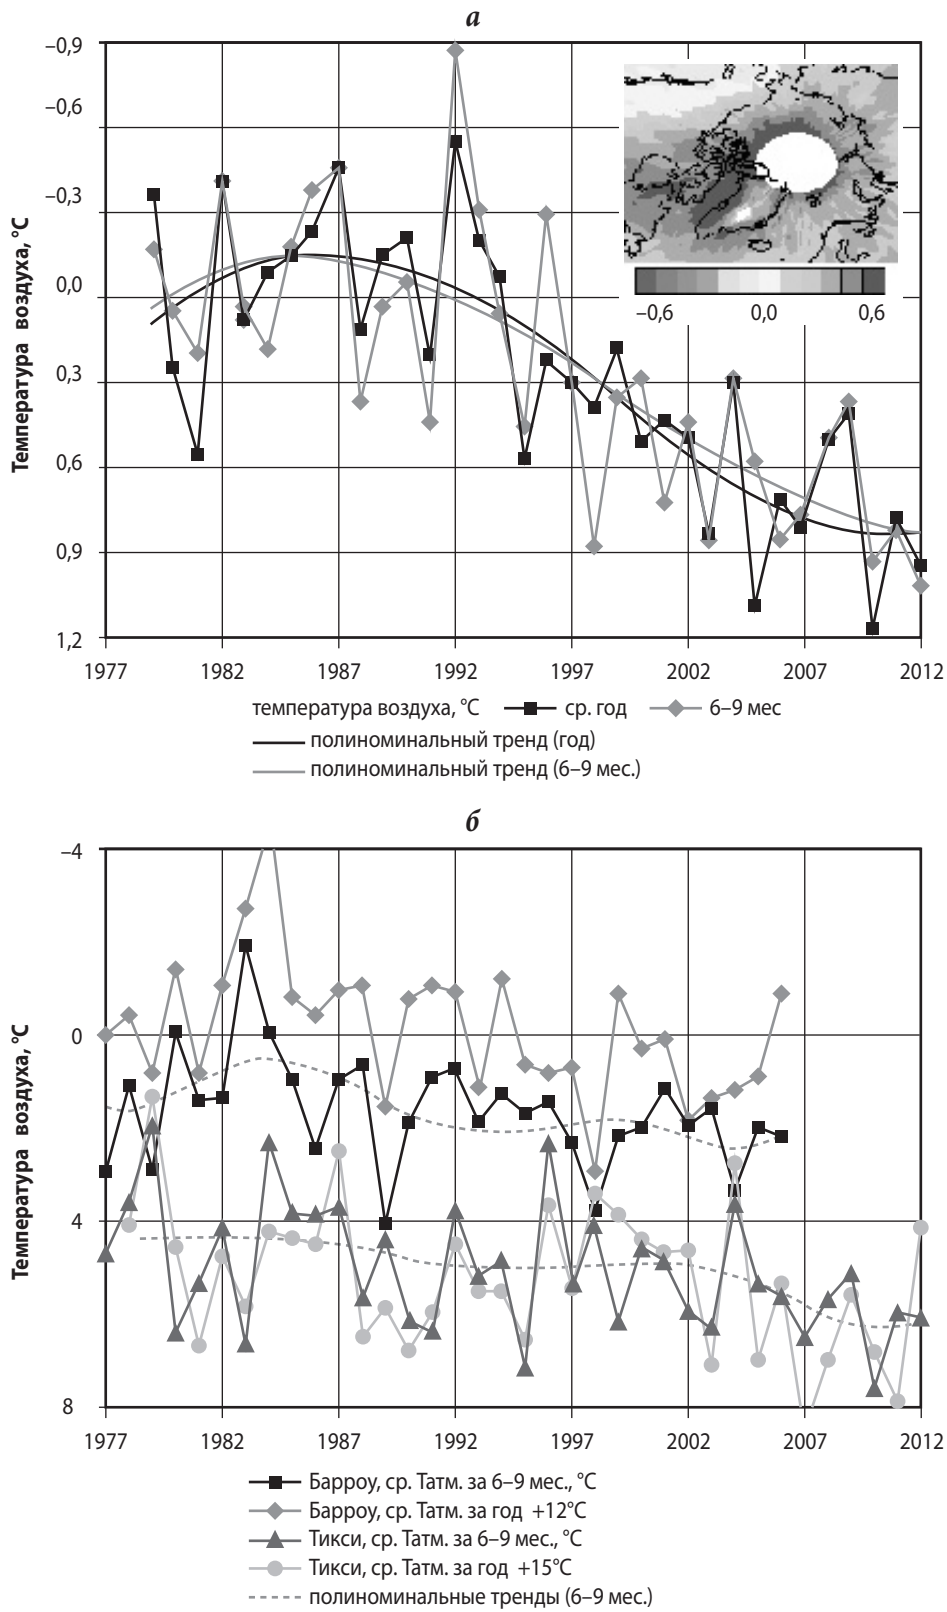 а
–0,9
–0,6
–0,3
0,0
0,3
0,6
0,9
1,2
Температура воздуха, °C
–0,6 0,0 0,6
1977 1982 1987 1992 1997 2002 2007 2012
температура воздуха, °C ср. год 6–9 мес
полиноминальный тренд (год)
полиноминальный тренд (6–9 мес.)
б
–4
0
4
8
Температура воздуха, °C
1977 1982 1987 1992 1997 2002 2007 2012
Барроу, ср. Татм. за 6–9 мес., °C
Барроу, ср. Татм. за год +12°C
Тикси, ср. Татм. за 6–9 мес., °C
Тикси, ср. Татм. за год +15°C
полиноминальные тренды (6–9 мес.)